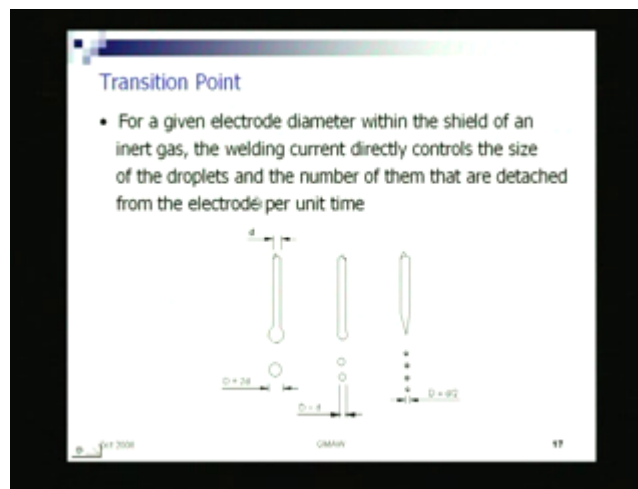 Transition Point
• For a given electrode diameter within the shield of an
inert gas, the welding current directly controls the size
of the droplets and the number of them that are detached
from the electrode per unit time
d
D = 2d
D = d
D = d/2
Oct 2006
GMAW
17